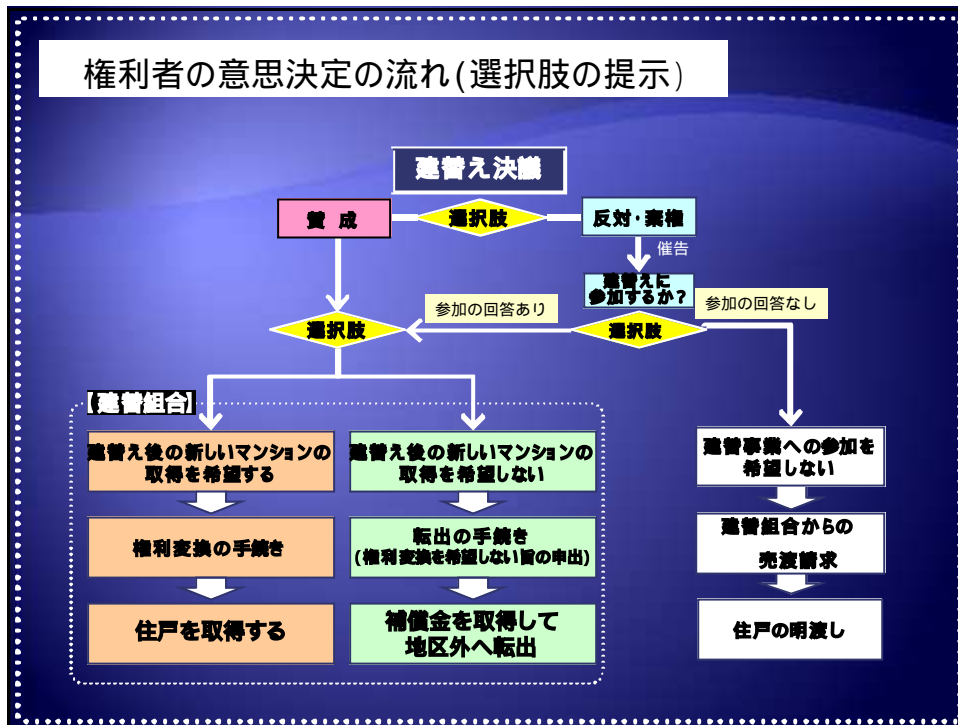 権利者の意思決定の流れ(選択肢の提示)
建替え決議
賛 成
選択肢
反対・棄権
催告
建替えに
参加するか?
参加の回答あり
参加の回答なし
選択肢
選択肢
【建替組合】
建替え後の新しいマンションの
取得を希望する
建替え後の新しいマンションの
取得を希望しない
建替事業への参加を
希望しない
権利変換の手続き
転出の手続き
(権利変換を希望しない旨の申出)
建替組合からの
売渡請求
住戸を取得する
補償金を取得して
地区外へ転出
住戸の明渡し